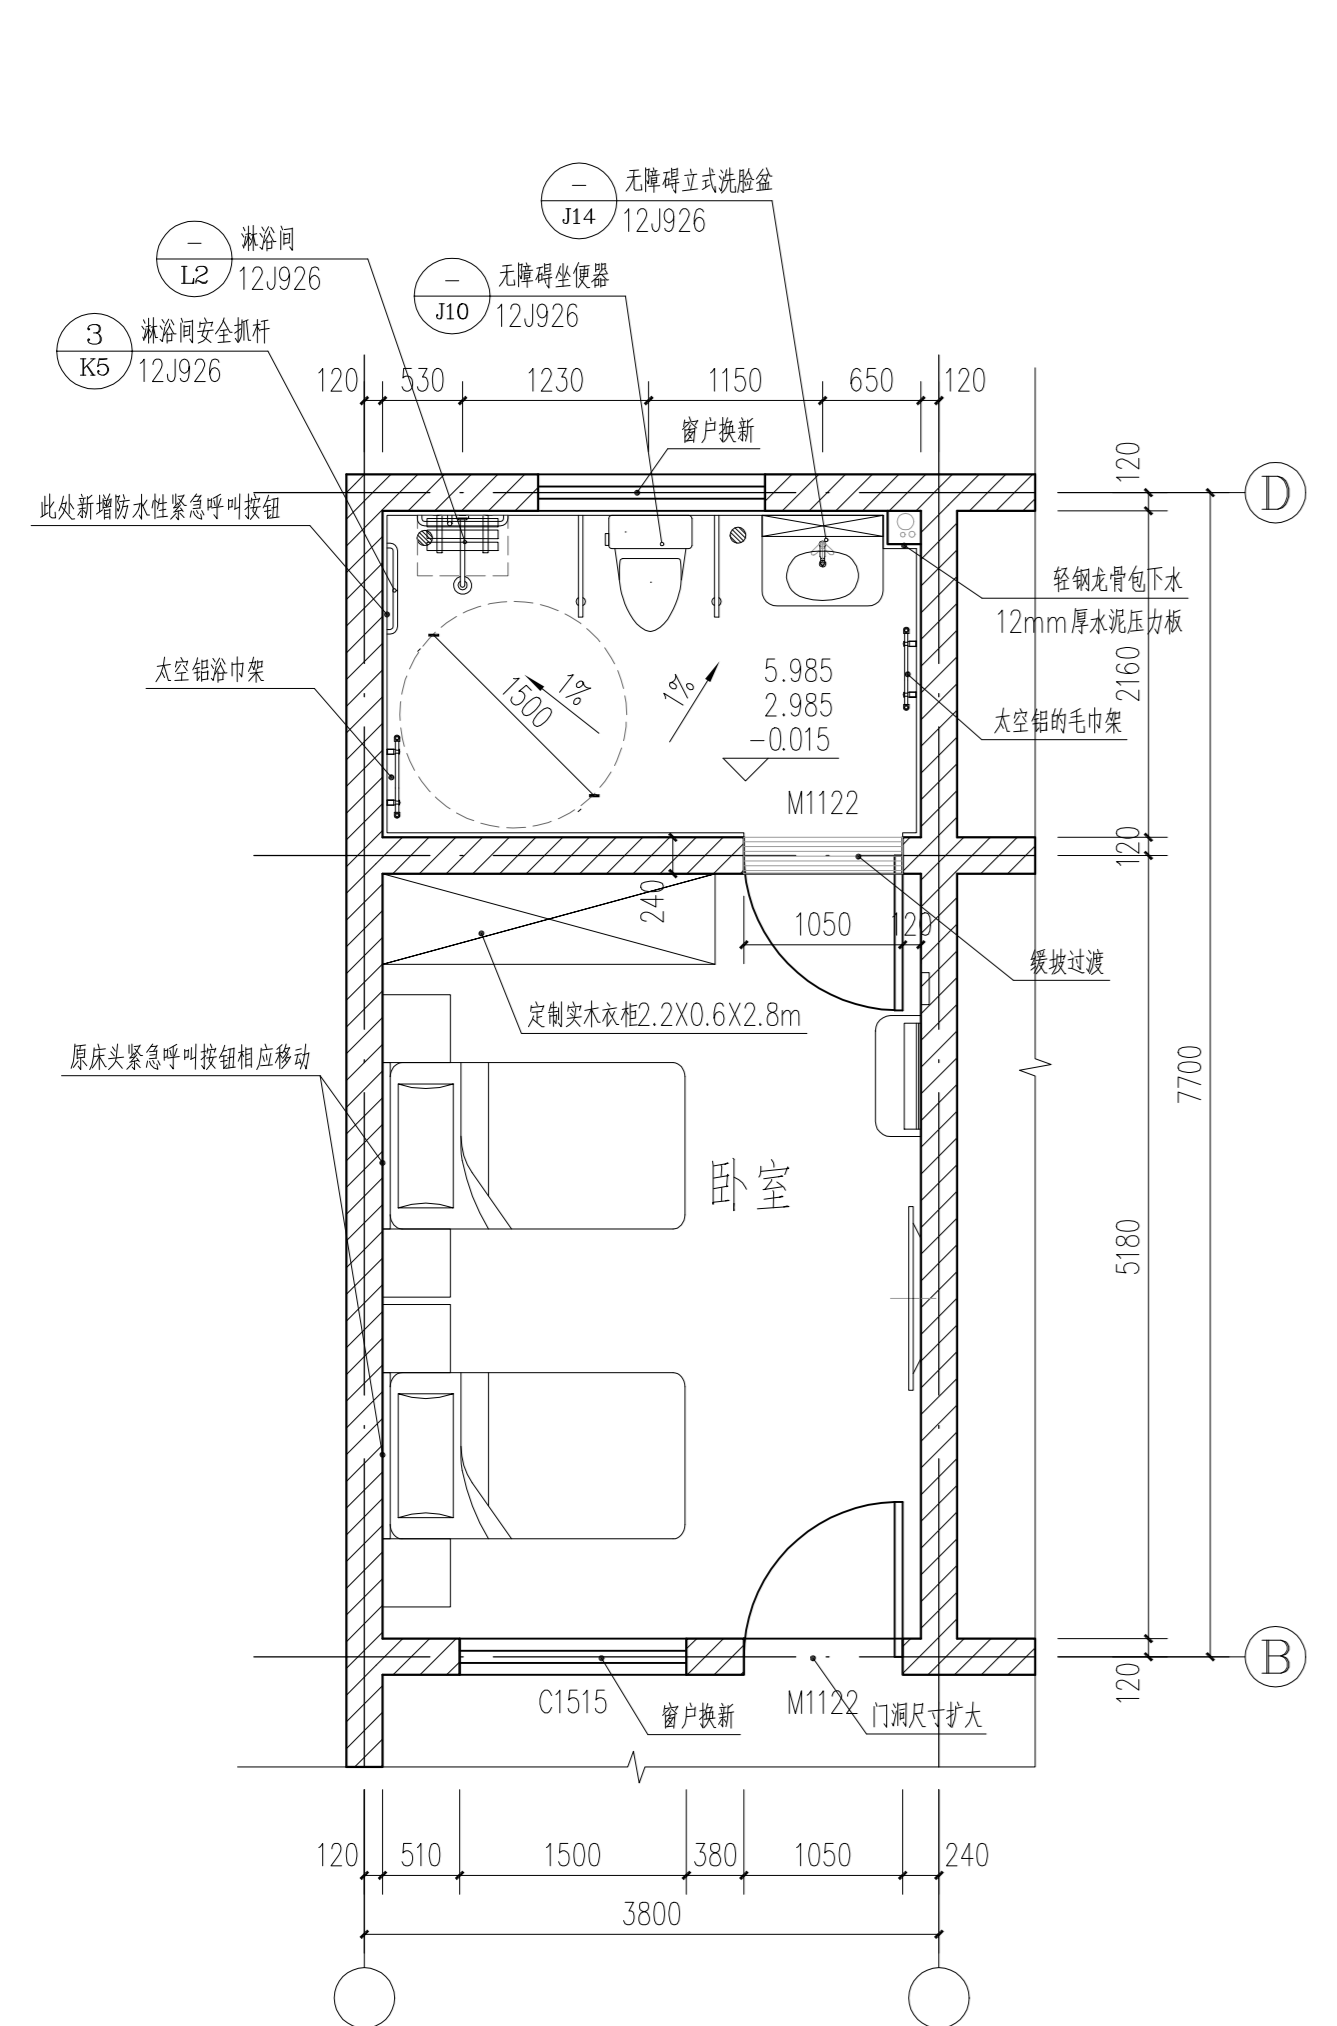 —
J14
无障碍立式洗脸盆
12J926
—
L2
淋浴间
12J926
—
J10
无障碍坐便器
12J926
3
K5
淋浴间安全抓杆
12J926
120
530
1230
1150
650
120
窗户换新
120
D
此处新增防水性紧急呼叫按钮
轻钢龙骨包下水
12mm厚水泥压力板
太空铝浴巾架
1%
1500
1%
5.985
2.985
-0.015
2160
太空铝的毛巾架
M1122
120
240
1050
120
缓坡过渡
定制实木衣柜2.2X0.6X2.8m
原床头紧急呼叫按钮相应移动
7700
卧室
5180
B
120
C1515
窗户换新
M1122
门洞尺寸扩大
120
510
1500
380
1050
240
3800